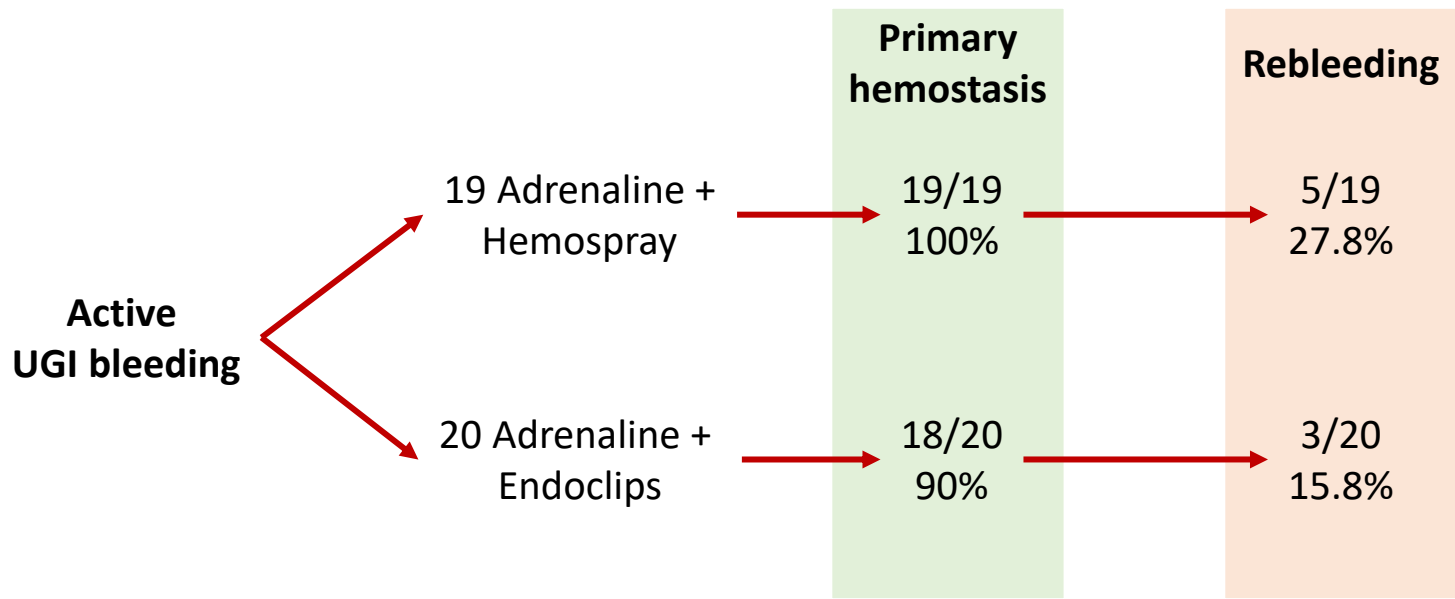 Primary
hemostasis
Rebleeding
19 Adrenaline +
Hemospray
19/19
100%
5/19
27.8%
Active
UGI bleeding
20 Adrenaline +
Endoclips
18/20
90%
3/20
15.8%